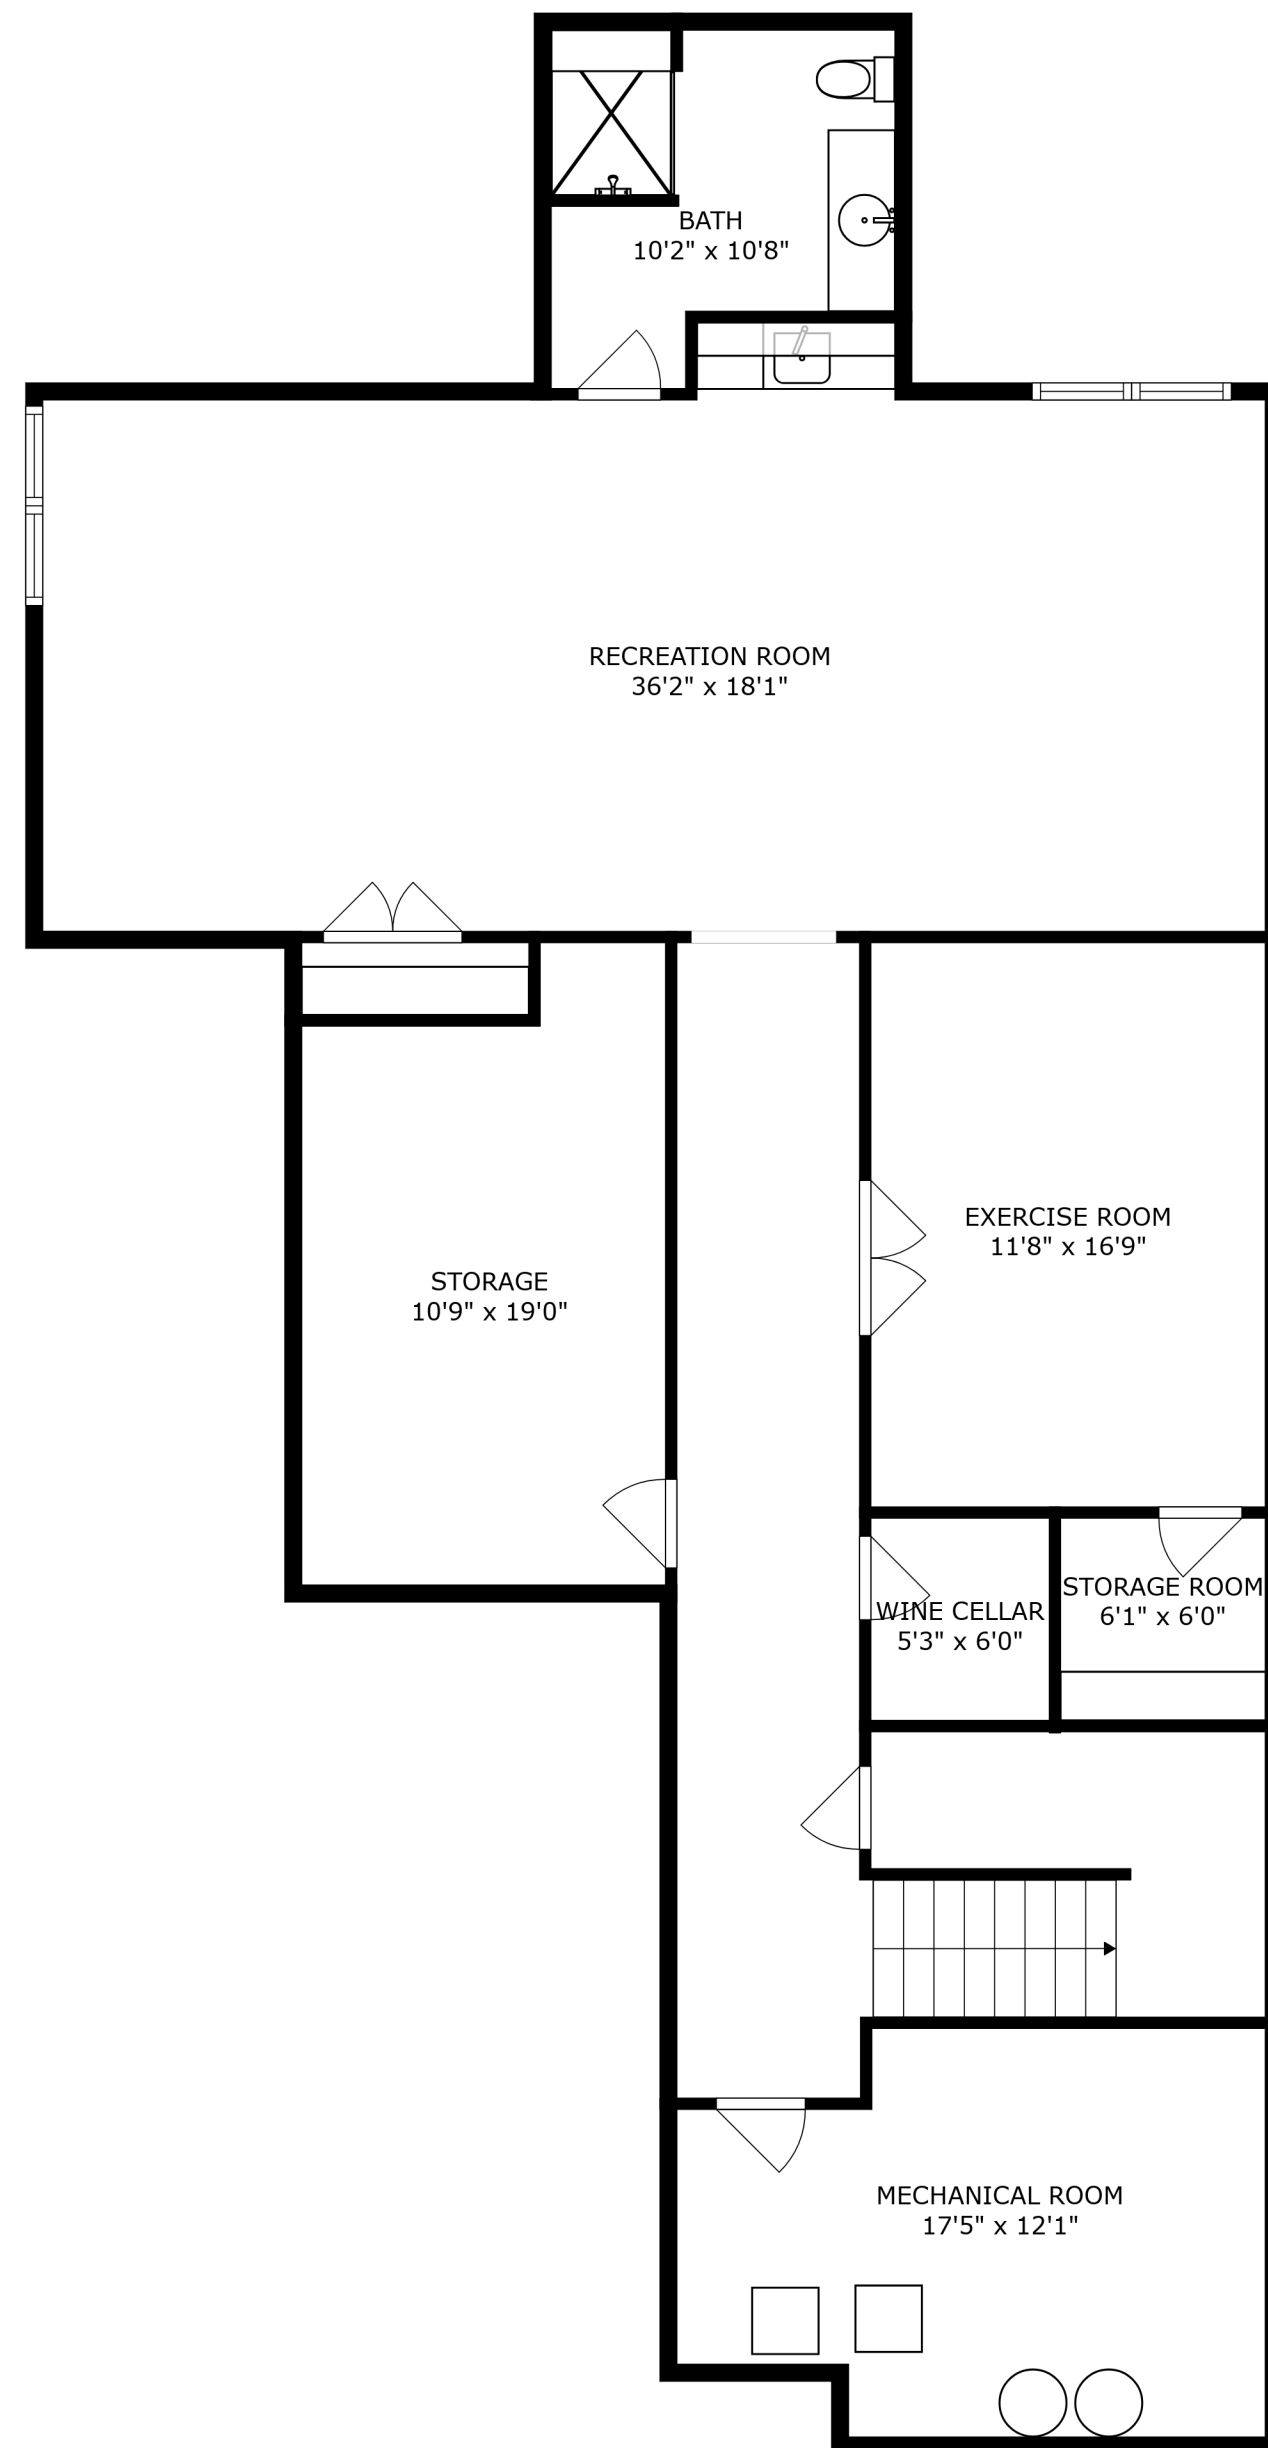 BATH
10'2" x 10'8"
RECREATION ROOM
36'2" x 18'1"
EXERCISE ROOM
11'8" x 16'9"
STORAGE
10'9" x 19'0"
STORAGE ROOM
6'1" x 6'0"
WINE CELLAR
5'3" x 6'0"
MECHANICAL ROOM
17'5" x 12'1"